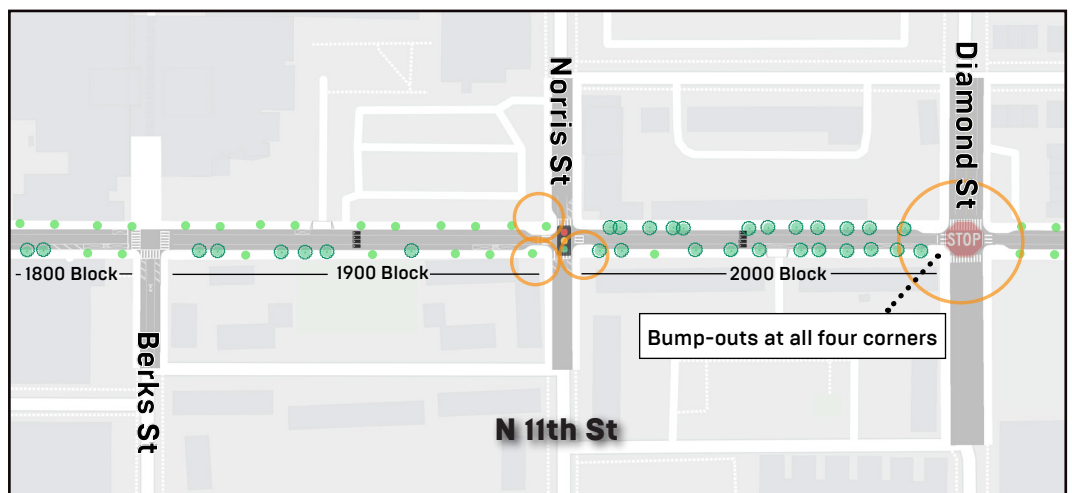 Norris St
Diamond St
STOP
1800 Block
1900 Block
2000 Block
Bump-outs at all four corners
Berks St
N 11th St